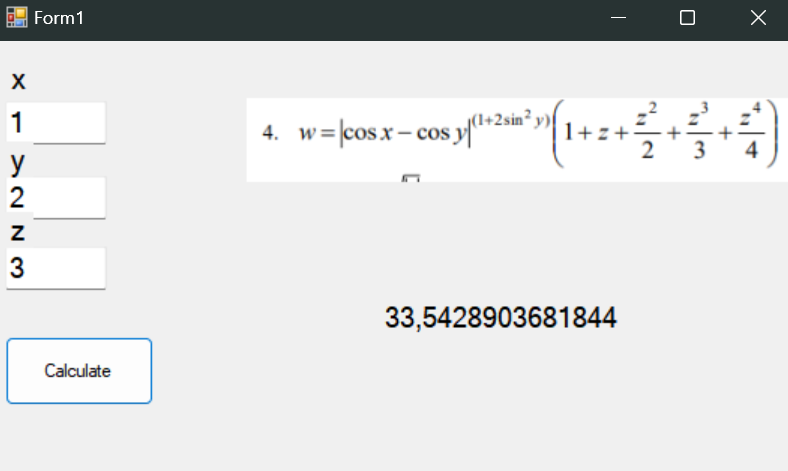 Form1
x
1
y
2
z
3
4. w = |cos x − cos y|^(1+2sin² y) (1 + z + z²/2 + z³/3 + z⁴/4)
33,5428903681844
Calculate